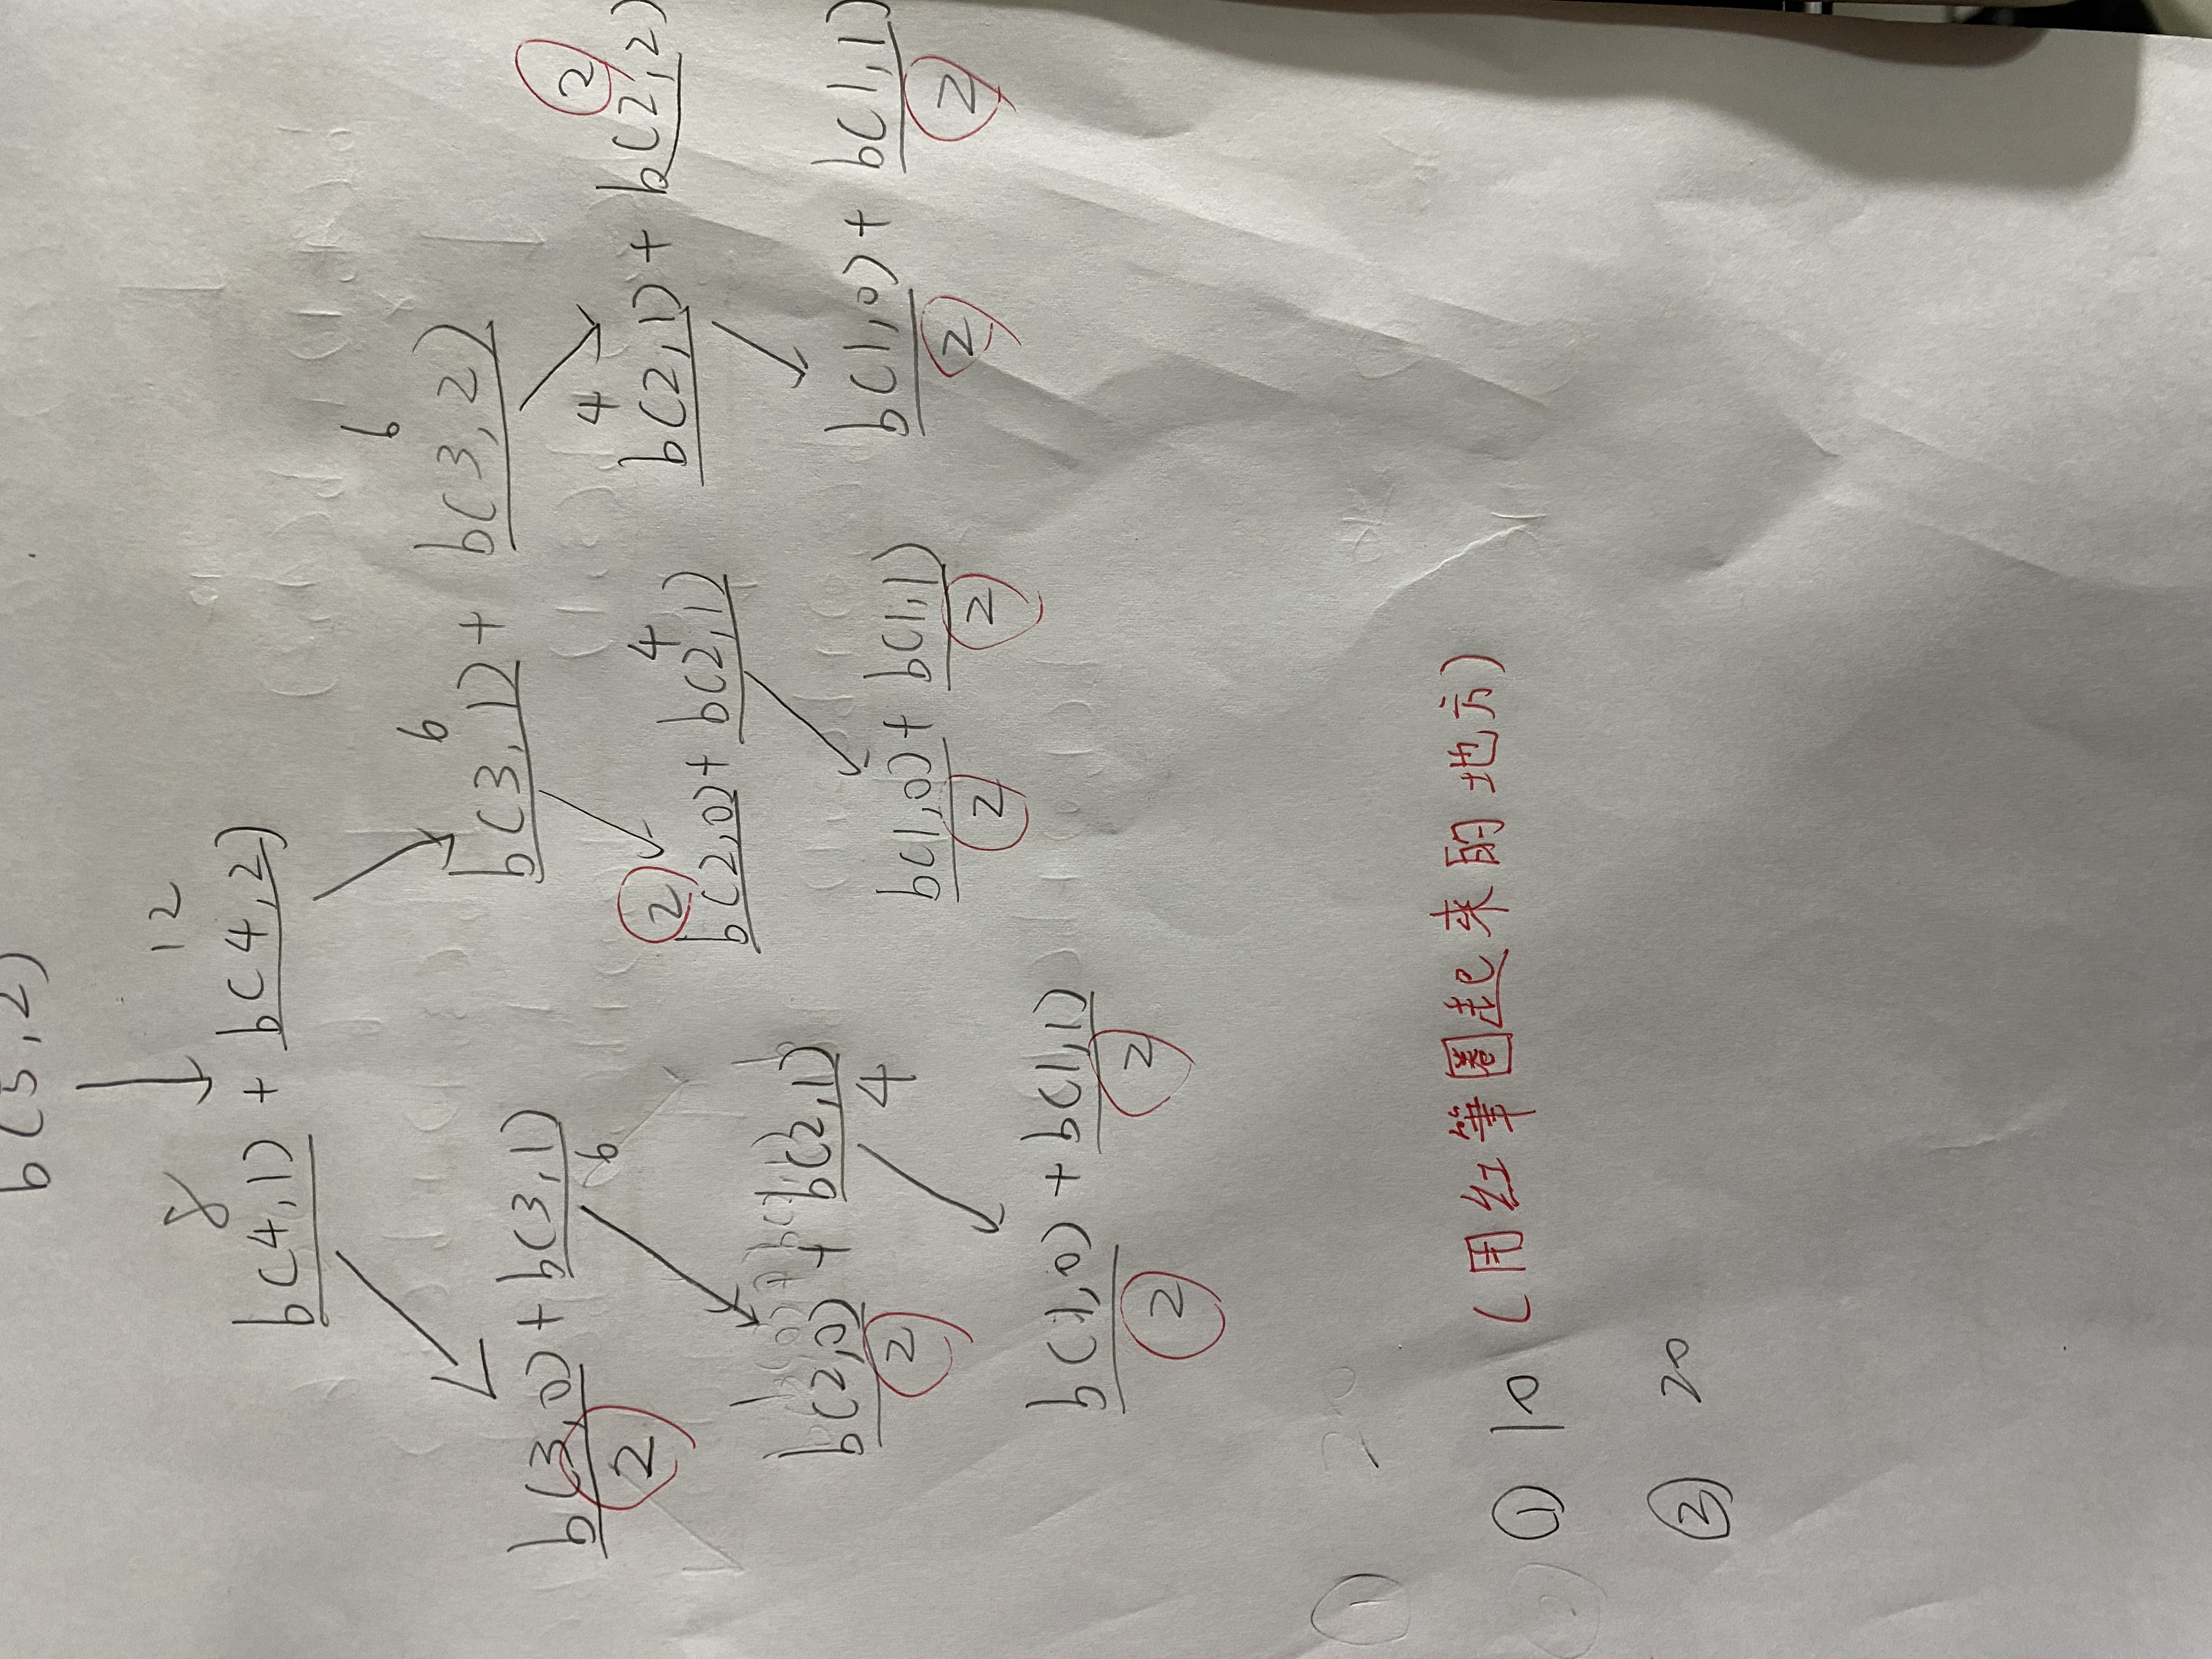 b(5,2)
8 12
b(4,1) + b(4,2)
6 6
b(3,1) + b(3,2)
b(3,0) + b(3,1)
2 6
4 2
b(2,1) + b(2,2)
2 4
b(2,0) + b(2,1)
b(2,0) + b(2,1)
2 4
b(1,0) + b(1,1)
2 2
b(1,0) + b(1,1)
2 2
b(1,0) + b(1,1)
2 2
① 20
① 10 (用紅筆圈起來的地方)
② 20